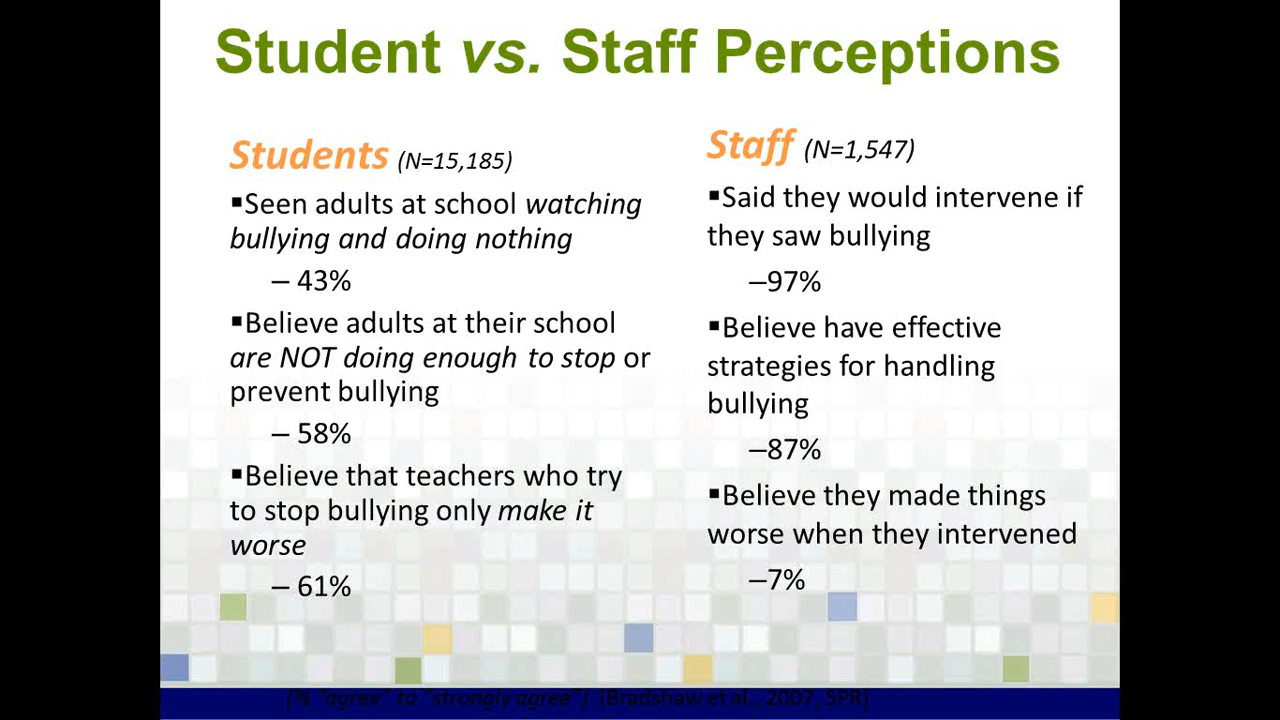 Student vs. Staff Perceptions
Students (N=15,185)
▪Seen adults at school watching
bullying and doing nothing
– 43%
▪Believe adults at their school
are NOT doing enough to stop or
prevent bullying
– 58%
▪Believe that teachers who try
to stop bullying only make it
worse
– 61%
Staff (N=1,547)
▪Said they would intervene if
they saw bullying
–97%
▪Believe have effective
strategies for handling
bullying
–87%
▪Believe they made things
worse when they intervened
–7%
(% “agree” to “strongly agree”) (Bradshaw et al., 2007, SPR)